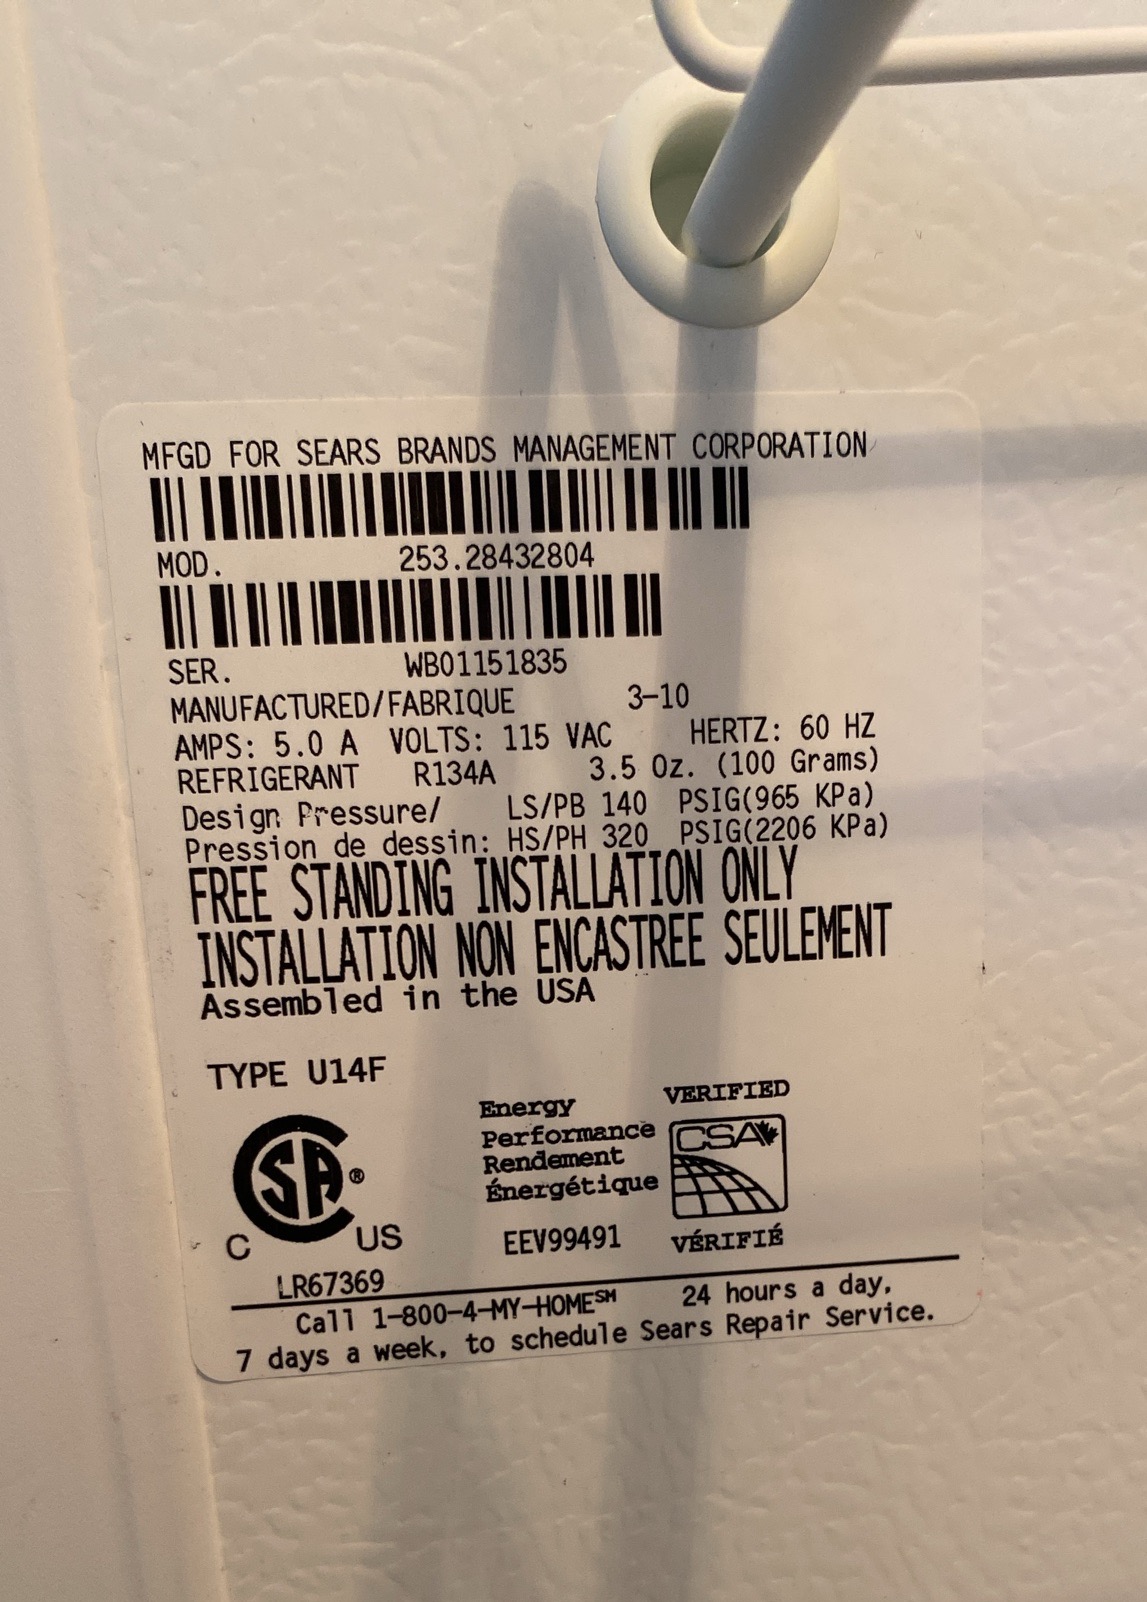 MFGD FOR SEARS BRANDS MANAGEMENT CORPORATION
MOD. 253.28432804
SER. WB01151835
MANUFACTURED/FABRIQUE 3-10
AMPS: 5.0 A VOLTS: 115 VAC HERTZ: 60 HZ
REFRIGERANT R134A 3.5 Oz. (100 Grams)
Design Pressure/ LS/PB 140 PSIG(965 KPa)
Pression de dessin: HS/PH 320 PSIG(2206 KPa)
FREE STANDING INSTALLATION ONLY
INSTALLATION NON ENCASTREE SEULEMENT
Assembled in the USA
TYPE U14F
Energy
Performance
Rendement
Énergétique
VERIFIED
CSA
VÉRIFIÉ
EEV99491
SA®
C US
LR67369
Call 1-800-4-MY-HOME℠ 24 hours a day,
7 days a week, to schedule Sears Repair Service.